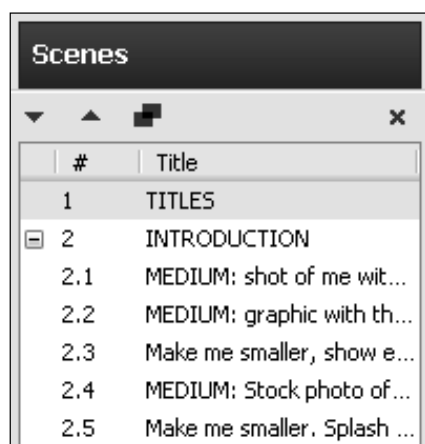 Scenes
# Title
1 TITLES
2 INTRODUCTION
2.1 MEDIUM: shot of me wit...
2.2 MEDIUM: graphic with th...
2.3 Make me smaller, show e...
2.4 MEDIUM: Stock photo of...
2.5 Make me smaller. Splash ...